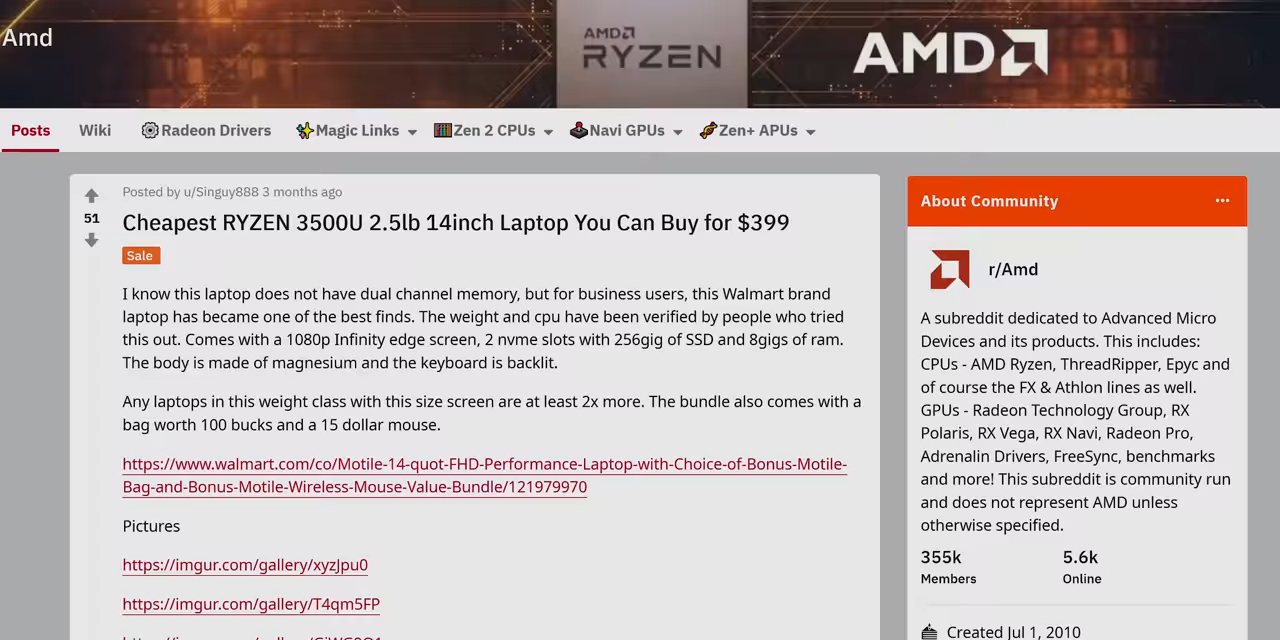 Amd
AMD
RYZEN
AMD
Posts
Wiki
Radeon Drivers
Magic Links
Zen 2 CPUs
Navi GPUs
Zen+ APUs
51
Posted by u/Singuy888 3 months ago
Cheapest RYZEN 3500U 2.5lb 14inch Laptop You Can Buy for $399
Sale
I know this laptop does not have dual channel memory, but for business users, this Walmart brand
laptop has became one of the best finds. The weight and cpu have been verified by people who tried
this out. Comes with a 1080p Infinity edge screen, 2 nvme slots with 256gig of SSD and 8gigs of ram.
The body is made of magnesium and the keyboard is backlit.
Any laptops in this weight class with this size screen are at least 2x more. The bundle also comes with a
bag worth 100 bucks and a 15 dollar mouse.
https://www.walmart.com/co/Motile-14-quot-FHD-Performance-Laptop-with-Choice-of-Bonus-Motile-
Bag-and-Bonus-Motile-Wireless-Mouse-Value-Bundle/121979970
Pictures
https://imgur.com/gallery/xyzJpu0
https://imgur.com/gallery/T4qm5FP
About Community
r/Amd
A subreddit dedicated to Advanced Micro
Devices and its products. This includes:
CPUs - AMD Ryzen, ThreadRipper, Epyc and
of course the FX & Athlon lines as well.
GPUs - Radeon Technology Group, RX
Polaris, RX Vega, RX Navi, Radeon Pro,
Adrenalin Drivers, FreeSync, benchmarks
and more! This subreddit is community run
and does not represent AMD unless
otherwise specified.
355k
Members
5.6k
Online
Created Jul 1, 2010